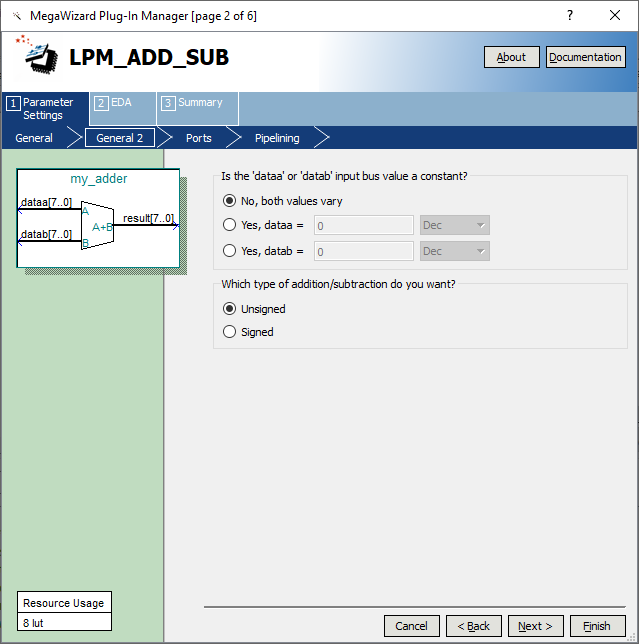 MegaWizard Plug-In Manager [page 2 of 6]
?
LPM_ADD_SUB
About
Documentation
1 Parameter Settings
2 EDA
3 Summary
General
General 2
Ports
Pipelining
my_adder
dataa[7..0]
A
result[7..0]
A+B
datab[7..0]
B
Is the 'dataa' or 'datab' input bus value a constant?
No, both values vary
Yes, dataa = 0 Dec
Yes, datab = 0 Dec
Which type of addition/subtraction do you want?
Unsigned
Signed
Resource Usage
8 lut
Cancel
< Back
Next >
Finish